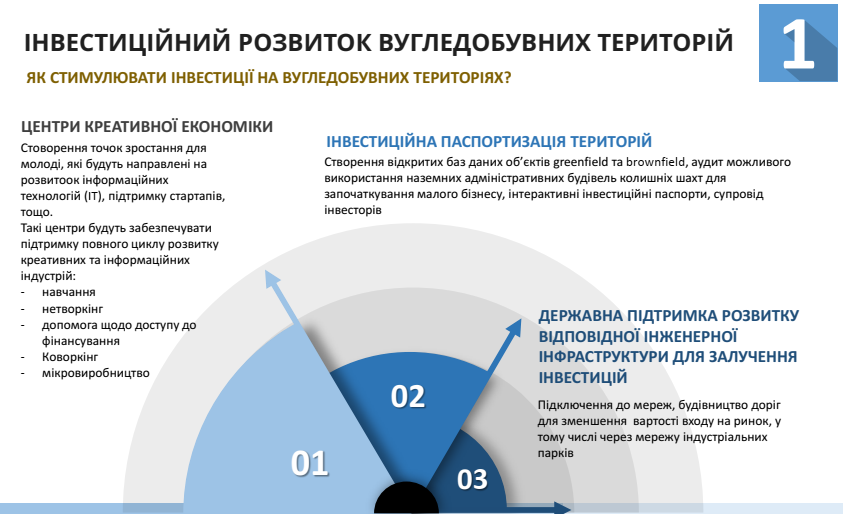 ІНВЕСТИЦІЙНИЙ РОЗВИТОК ВУГЛЕДОБУВНИХ ТЕРИТОРІЙ
1
ЯК СТИМУЛЮВАТИ ІНВЕСТИЦІЇ НА ВУГЛЕДОБУВНИХ ТЕРИТОРІЯХ?
ЦЕНТРИ КРЕАТИВНОЇ ЕКОНОМІКИ
Стоворення точок зростання для
молоді, які будуть направлені на
розвитоок інформаційних
технологій (ІТ), підтримку стартапів,
тощо.
Такі центри будуть забезпечувати
підтримку повного циклу розвитку
креативних та інформаційних
індустрій:
- навчання
- нетворкінг
- допомога щодо доступу до
фінансування
- Коворкінг
- мікровиробництво
ІНВЕСТИЦІЙНА ПАСПОРТИЗАЦІЯ ТЕРИТОРІЙ
Створення відкритих баз даних об’єктів greenfield та brownfield, аудит можливого
використання наземних адміністративних будівель колишніх шахт для
започаткування малого бізнесу, інтерактивні інвестиційні паспорти, супровід
інвесторів
ДЕРЖАВНА ПІДТРИМКА РОЗВИТКУ
ВІДПОВІДНОЇ ІНЖЕНЕРНОЇ
ІНФРАСТРУКТУРИ ДЛЯ ЗАЛУЧЕННЯ
ІНВЕСТИЦІЙ
Підключення до мереж, будівництво доріг
для зменшення вартості входу на ринок, у
тому числі через мережу індустріальних
парків
01
02
03